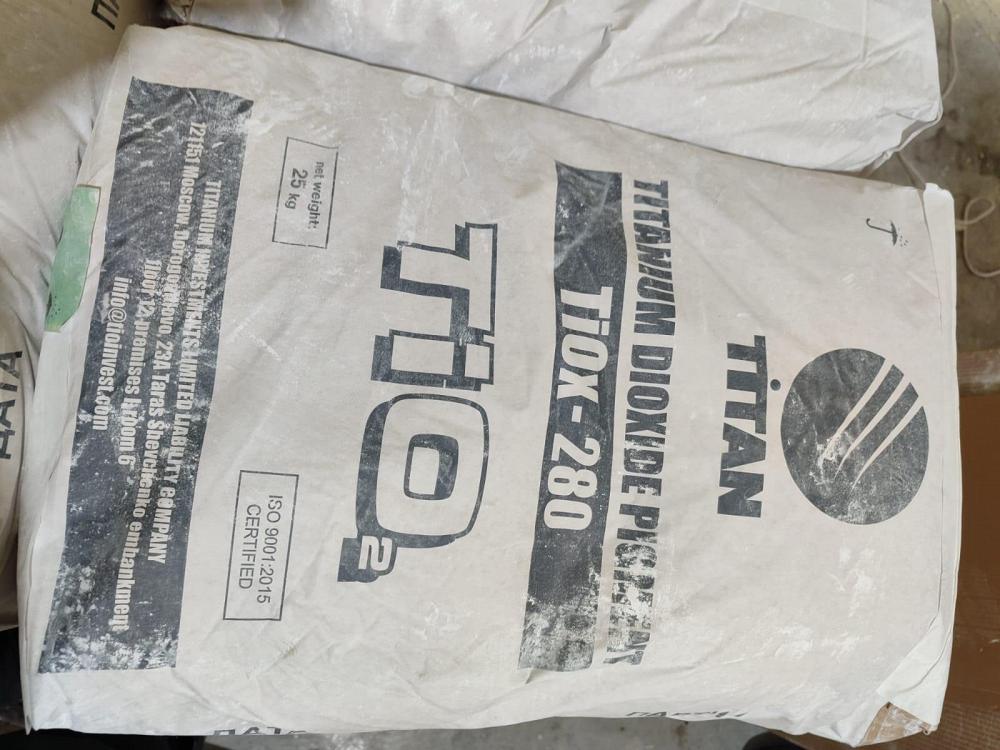 TiTAN
TITANIUM DIOXIDE PIGMENT
TiOX-280
TiO2
net weight:
25 kg
ISO 9001:2015
CERTIFIED
TITANIUM INVESTMENTS LIMITED LIABILITY COMPANY
121151 Moscow, Dorogomilovo, 23A Taras Shevchenko embankment
floor 12, premises I, room 6
info@tioinvest.com
ДАТА